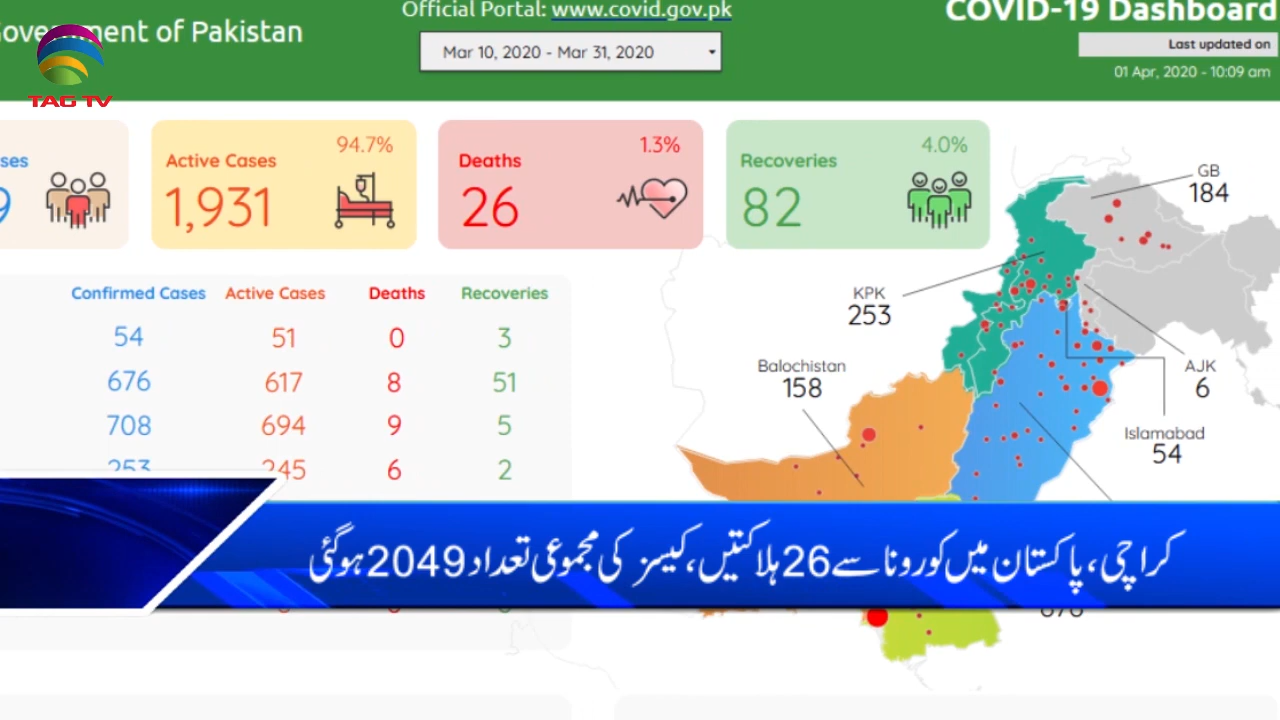 Official Portal: www.covid.gov.pk
COVID-19 Dashboard
Government of Pakistan
Mar 10, 2020 - Mar 31, 2020
Last updated on
01 Apr, 2020 - 10:09 am
TAG TV
94.7%
Active Cases
1,931
1.3%
Deaths
26
4.0%
Recoveries
82
GB
184
KPK
253
Balochistan
158
AJK
6
Islamabad
54
Confirmed Cases Active Cases Deaths Recoveries
54 51 0 3
676 617 8 51
708 694 9 5
253 245 6 2
کراچی، پاکستان میں کورونا سے 26 ہلاکتیں، کیسز کی مجموعی تعداد 2049 ہوگئی
676